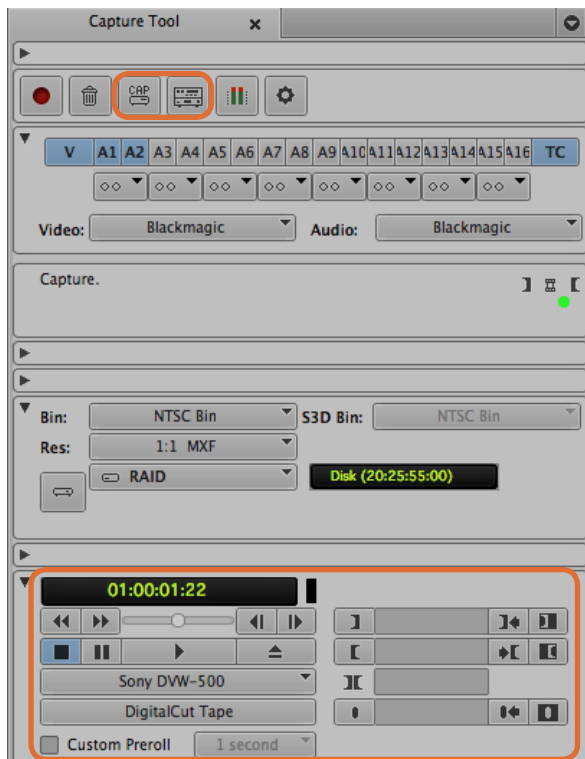 Capture Tool x
CAP
V A1 A2 A3 A4 A5 A6 A7 A8 A9 A10 A11 A12 A13 A14 A15 A16 TC
Video: Blackmagic Audio: Blackmagic
Capture.
Bin: NTSC Bin S3D Bin: NTSC Bin
Res: 1:1 MXF
RAID Disk (20:25:55:00)
01:00:01:22
Sony DVW-500
DigitalCut Tape
Custom Preroll 1 second